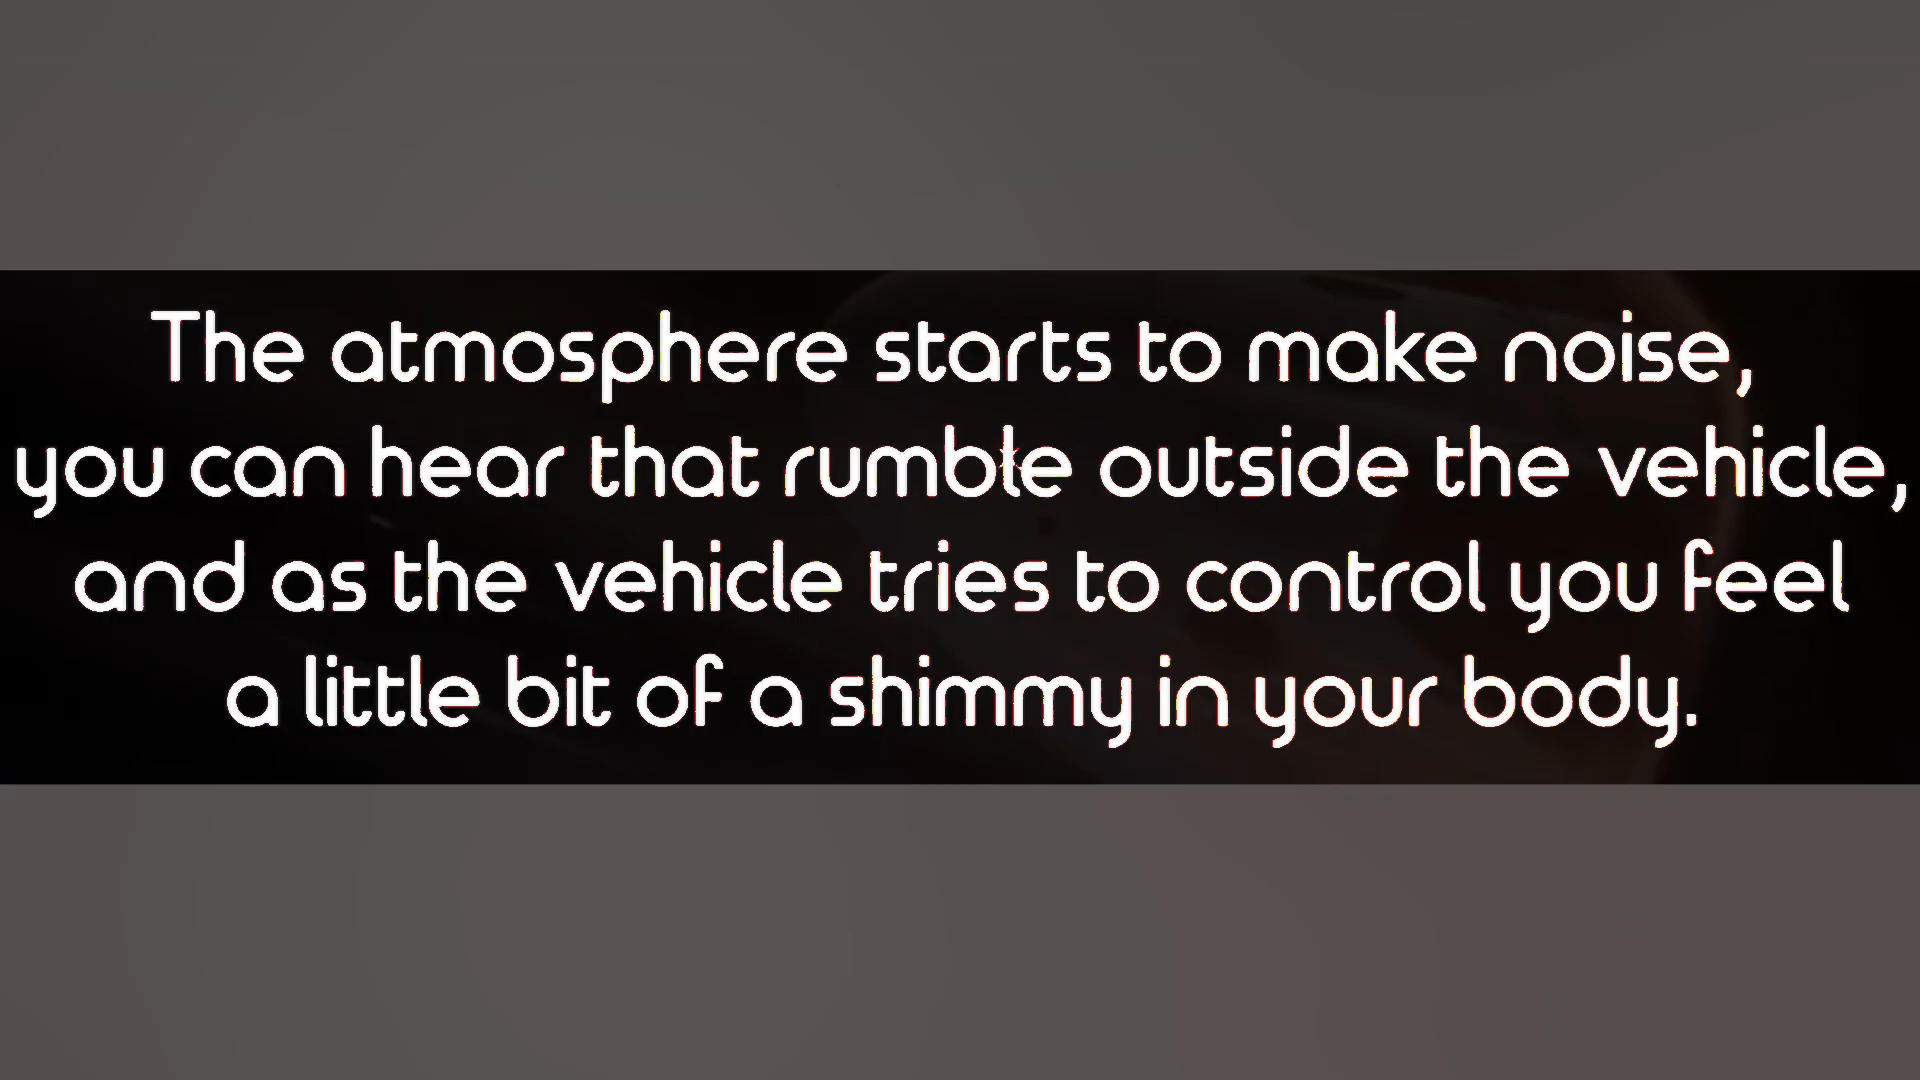 The atmosphere starts to make noise,
you can hear that rumble outside the vehicle,
and as the vehicle tries to control you feel
a little bit of a shimmy in your body.